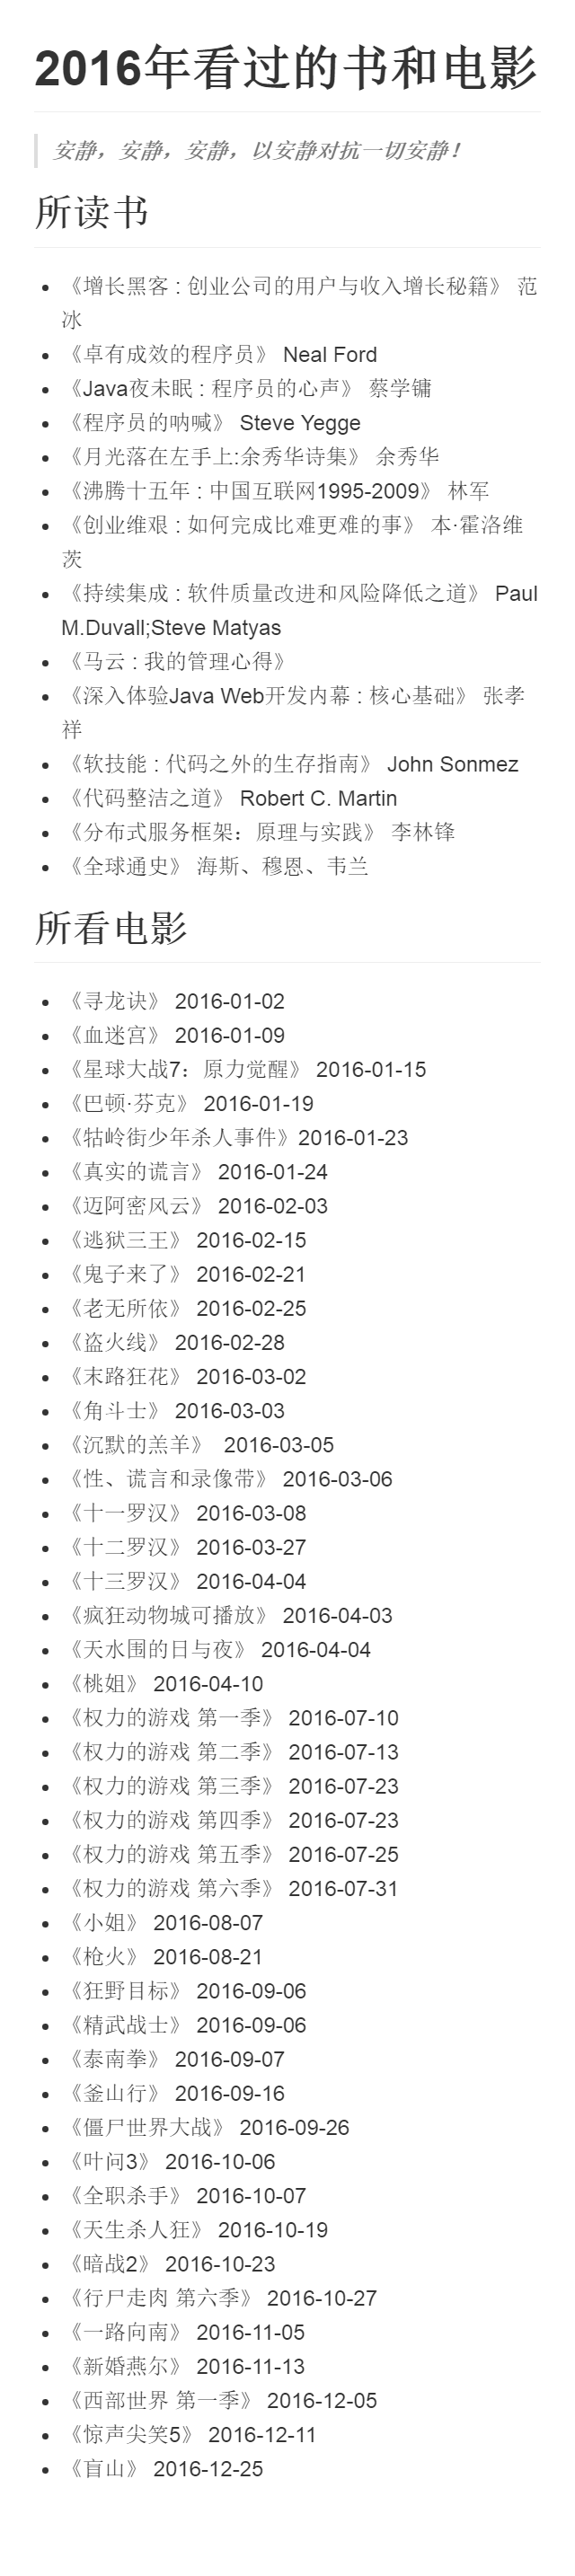 2016年看过的书和电影
安静，安静，安静，以安静对抗一切安静！
所读书
《增长黑客 : 创业公司的用户与收入增长秘籍》 范
冰
《卓有成效的程序员》 Neal Ford
《Java夜未眠 : 程序员的心声》 蔡学镛
《程序员的呐喊》 Steve Yegge
《月光落在左手上:余秀华诗集》 余秀华
《沸腾十五年 : 中国互联网1995-2009》 林军
《创业维艰 : 如何完成比难更难的事》 本·霍洛维
茨
《持续集成 : 软件质量改进和风险降低之道》 Paul
M.Duvall;Steve Matyas
《马云 : 我的管理心得》
《深入体验Java Web开发内幕 : 核心基础》 张孝
祥
《软技能 : 代码之外的生存指南》 John Sonmez
《代码整洁之道》 Robert C. Martin
《分布式服务框架：原理与实践》 李林锋
《全球通史》 海斯、穆恩、韦兰
所看电影
《寻龙诀》 2016-01-02
《血迷宫》 2016-01-09
《星球大战7：原力觉醒》 2016-01-15
《巴顿·芬克》 2016-01-19
《牯岭街少年杀人事件》2016-01-23
《真实的谎言》 2016-01-24
《迈阿密风云》 2016-02-03
《逃狱三王》 2016-02-15
《鬼子来了》 2016-02-21
《老无所依》 2016-02-25
《盗火线》 2016-02-28
《末路狂花》 2016-03-02
《角斗士》 2016-03-03
《沉默的羔羊》 2016-03-05
《性、谎言和录像带》 2016-03-06
《十一罗汉》 2016-03-08
《十二罗汉》 2016-03-27
《十三罗汉》 2016-04-04
《疯狂动物城可播放》 2016-04-03
《天水围的日与夜》 2016-04-04
《桃姐》 2016-04-10
《权力的游戏 第一季》 2016-07-10
《权力的游戏 第二季》 2016-07-13
《权力的游戏 第三季》 2016-07-23
《权力的游戏 第四季》 2016-07-23
《权力的游戏 第五季》 2016-07-25
《权力的游戏 第六季》 2016-07-31
《小姐》 2016-08-07
《枪火》 2016-08-21
《狂野目标》 2016-09-06
《精武战士》 2016-09-06
《泰南拳》 2016-09-07
《釜山行》 2016-09-16
《僵尸世界大战》 2016-09-26
《叶问3》 2016-10-06
《全职杀手》 2016-10-07
《天生杀人狂》 2016-10-19
《暗战2》 2016-10-23
《行尸走肉 第六季》 2016-10-27
《一路向南》 2016-11-05
《新婚燕尔》 2016-11-13
《西部世界 第一季》 2016-12-05
《惊声尖笑5》 2016-12-11
《盲山》 2016-12-25